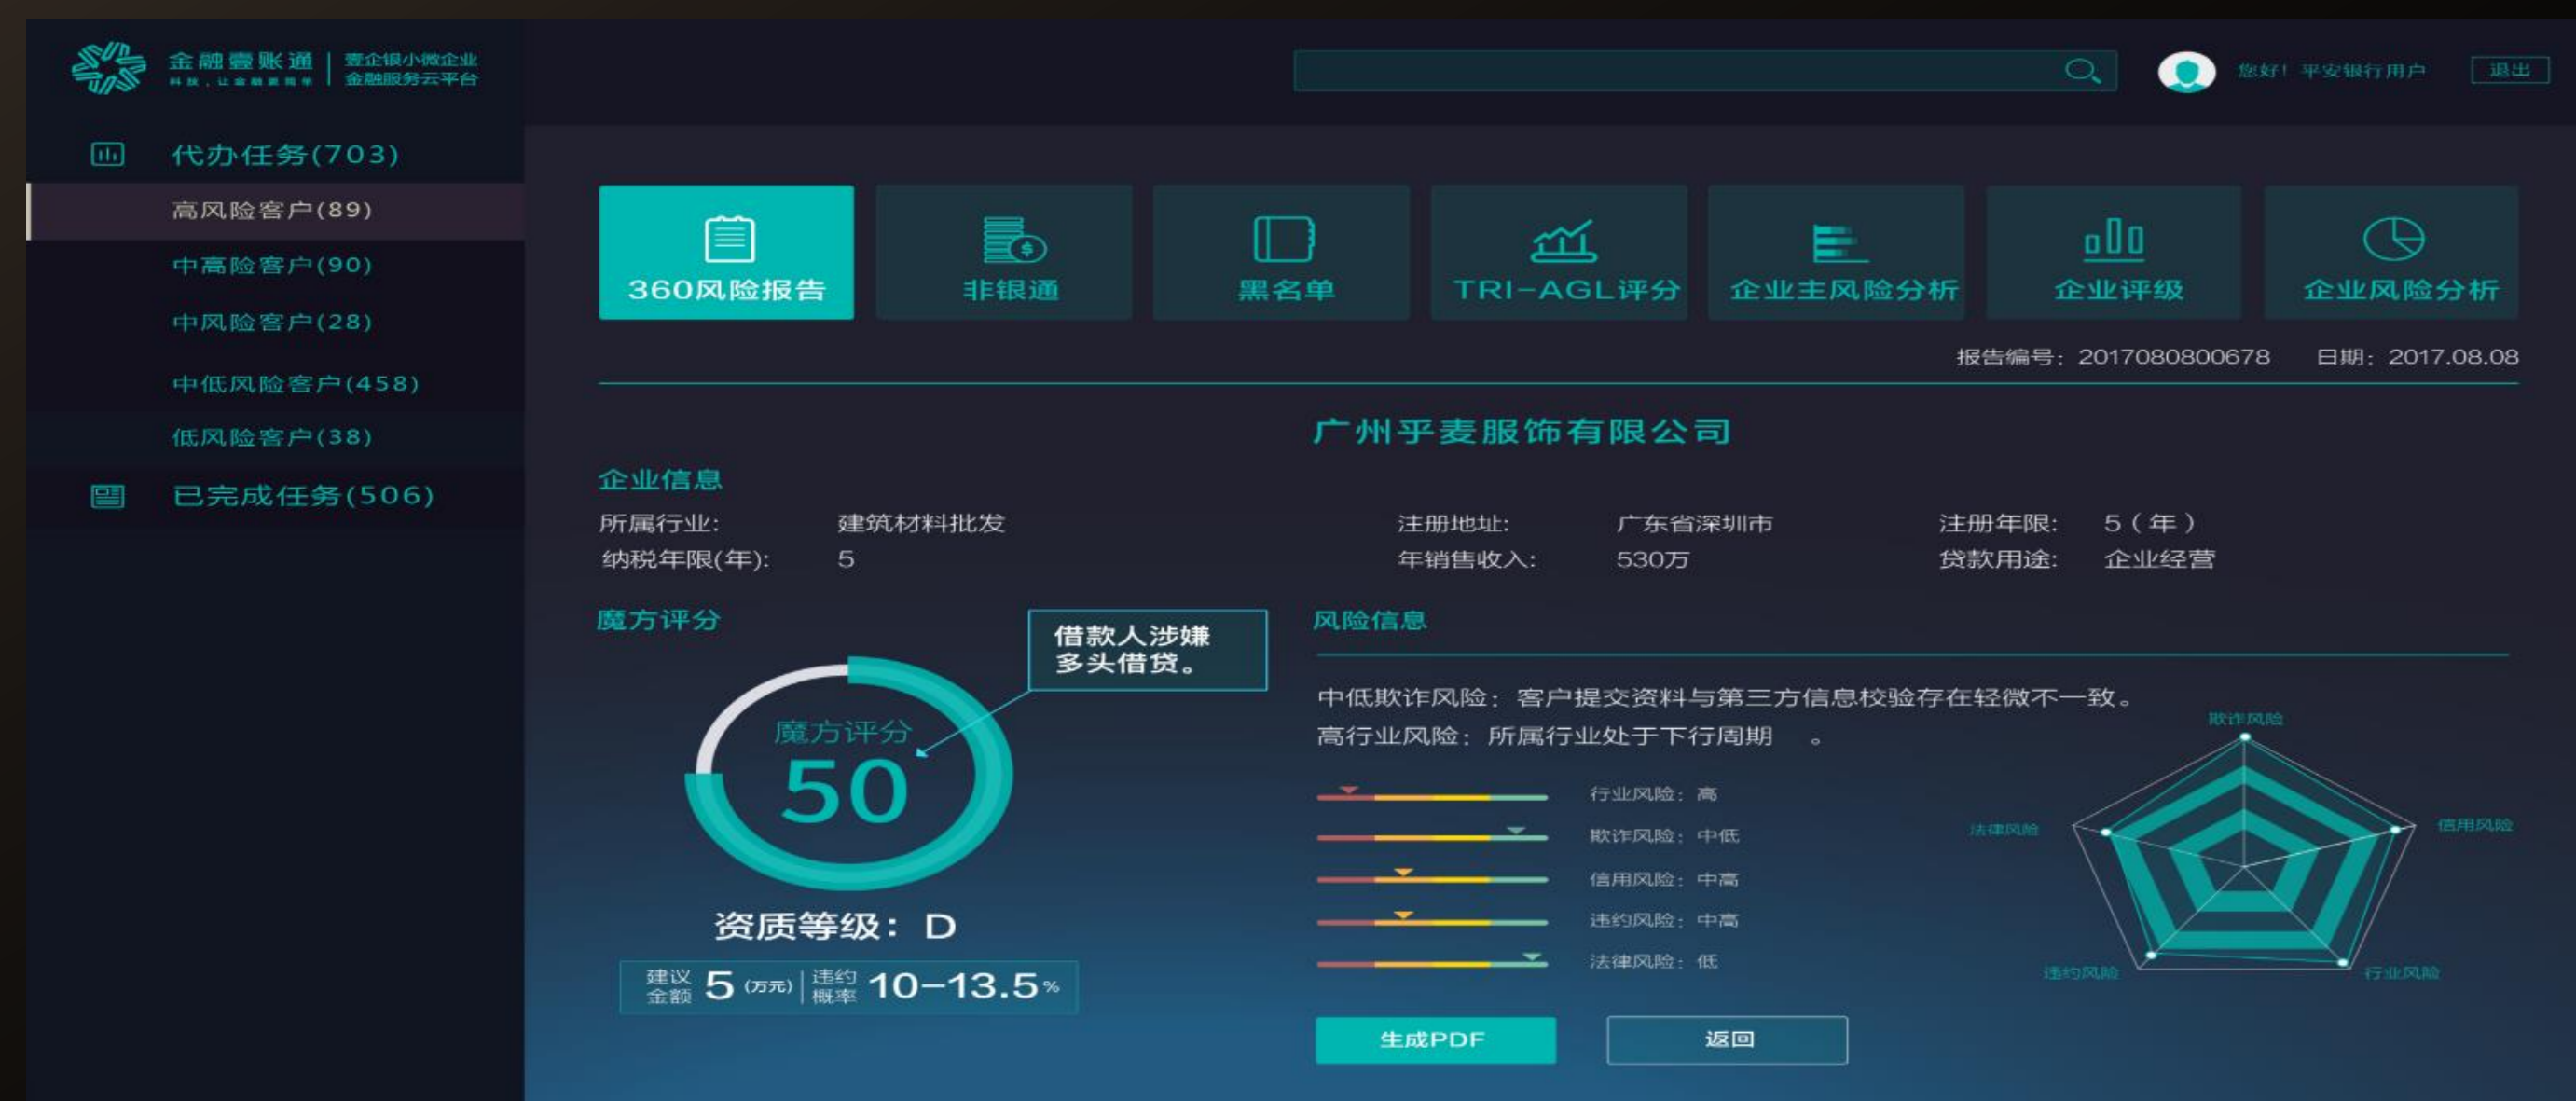 金融壹账通
科技，让金融更简单
壹企银小微企业
金融服务云平台
您好！平安银行用户
退出
代办任务(703)
高风险客户(89)
中高险客户(90)
中风险客户(28)
中低风险客户(458)
低风险客户(38)
已完成任务(506)
360风险报告
非银通
黑名单
TRI-AGL评分
企业主风险分析
企业评级
企业风险分析
报告编号：2017080800678 日期：2017.08.08
广州乎麦服饰有限公司
企业信息
所属行业: 建筑材料批发 注册地址: 广东省深圳市 注册年限: 5（年）
纳税年限(年): 5 年销售收入: 530万 贷款用途: 企业经营
魔方评分
借款人涉嫌
多头借贷。
魔方评分
50
资质等级：D
建议
金额
5 (万元)
违约
概率
10-13.5%
风险信息
中低欺诈风险：客户提交资料与第三方信息校验存在轻微不一致。
高行业风险：所属行业处于下行周期 。
行业风险：高
欺诈风险：中低
信用风险：中高
违约风险：中高
法律风险：低
欺诈风险
法律风险
信用风险
违约风险
行业风险
生成PDF
返回